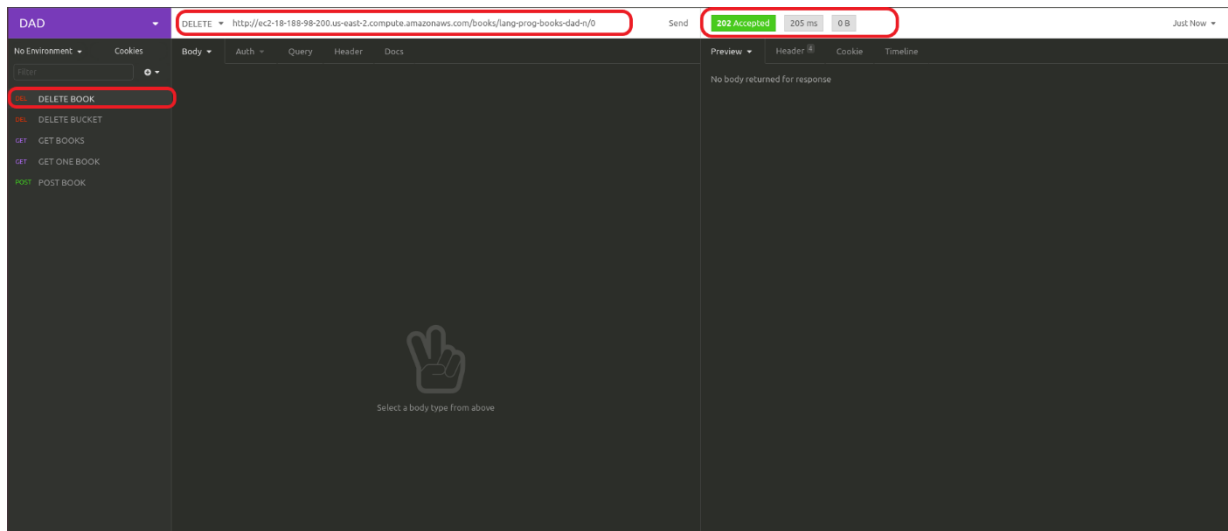 DAD
DELETE http://ec2-18-188-98-200.us-east-2.compute.amazonaws.com/books/lang-prog-books-dad-n/0 Send
202 Accepted 205 ms 0 B Just Now
No Environment Cookies
Body Auth Query Header Docs
Preview Header 4 Cookie Timeline
Filter
No body returned for response
DEL DELETE BOOK
DEL DELETE BUCKET
GET GET BOOKS
GET GET ONE BOOK
POST POST BOOK
Select a body type from above